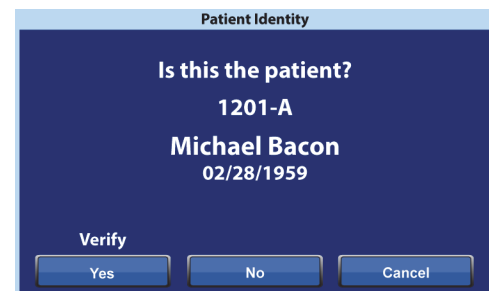 Patient Identity
Is this the patient?
1201-A
Michael Bacon
02/28/1959
Verify
Yes No Cancel